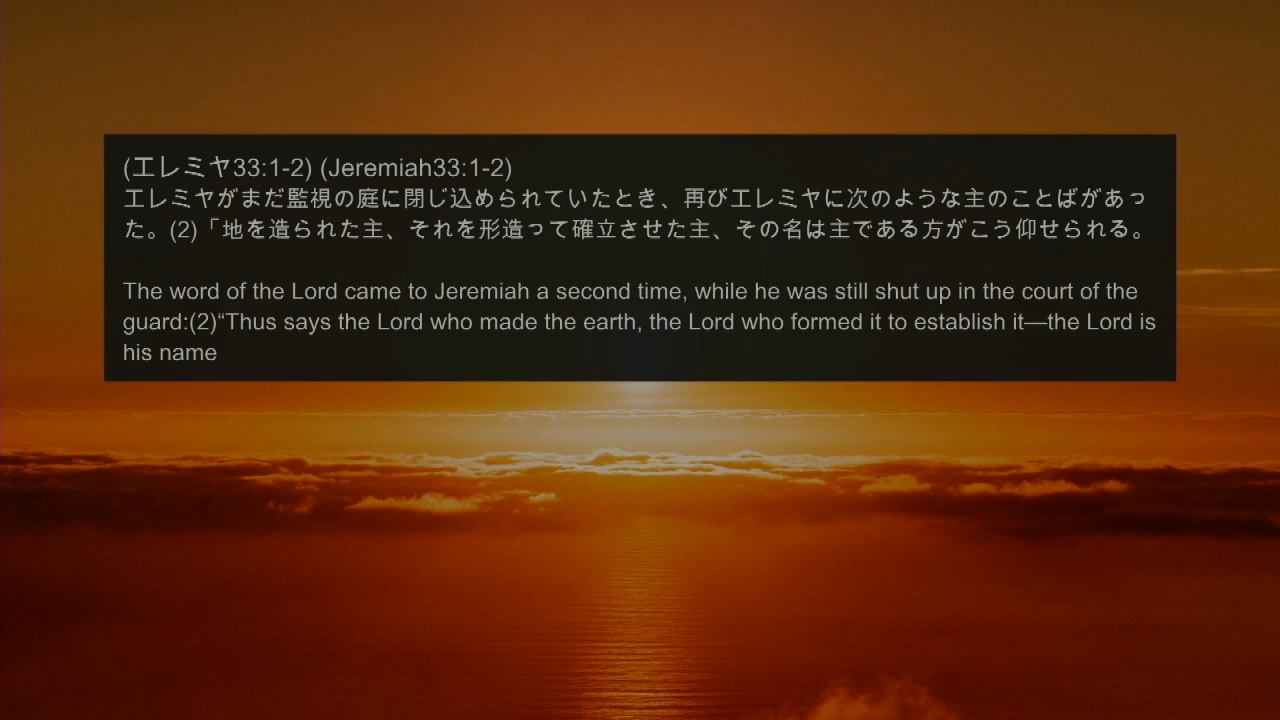 (エレミヤ33:1-2) (Jeremiah33:1-2)
エレミヤがまだ監視の庭に閉じ込められていたとき、再びエレミヤに次のような主のことばがあっ
た。(2)「地を造られた主、それを形造って確立させた主、その名は主である方がこう仰せられる。
The word of the Lord came to Jeremiah a second time, while he was still shut up in the court of the
guard:(2)“Thus says the Lord who made the earth, the Lord who formed it to establish it—the Lord is
his name